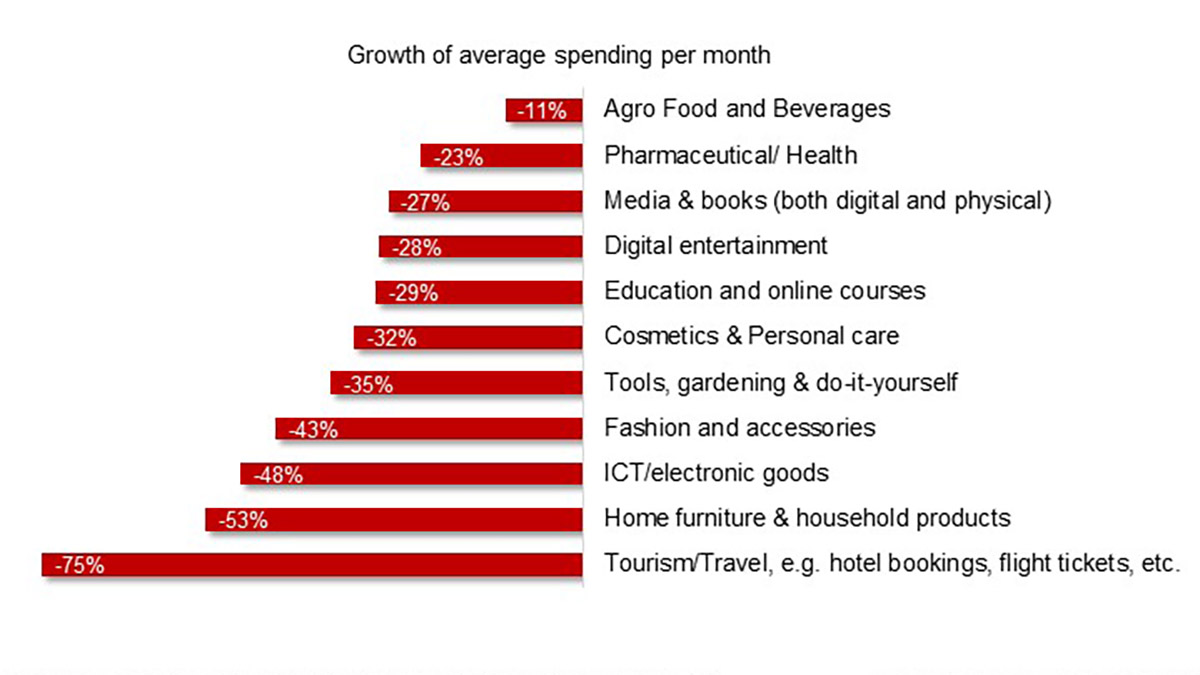 Growth of average spending per month
-11% Agro Food and Beverages
-23% Pharmaceutical/ Health
-27% Media & books (both digital and physical)
-28% Digital entertainment
-29% Education and online courses
-32% Cosmetics & Personal care
-35% Tools, gardening & do-it-yourself
-43% Fashion and accessories
-48% ICT/electronic goods
-53% Home furniture & household products
-75% Tourism/Travel, e.g. hotel bookings, flight tickets, etc.